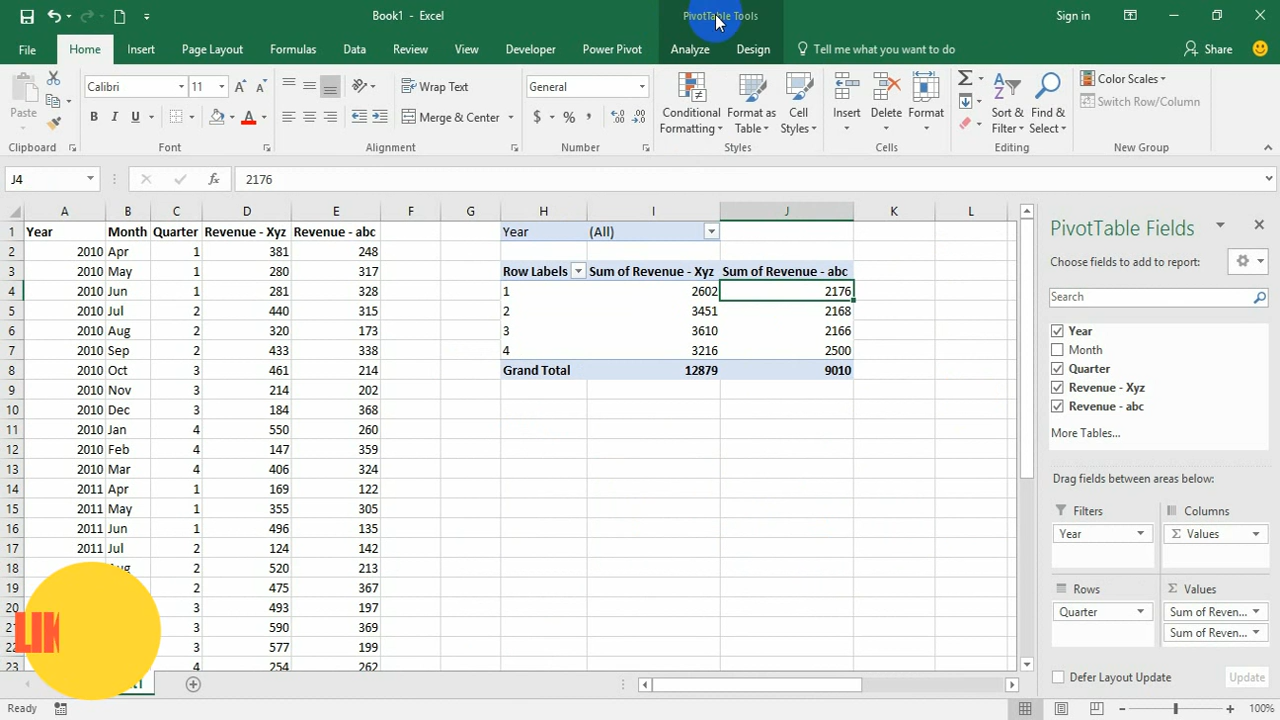 Book1 - Excel
PivotTable Tools
Sign in
File
Home
Insert
Page Layout
Formulas
Data
Review
View
Developer
Power Pivot
Analyze
Design
Tell me what you want to do
Share
Paste
Calibri
11
Wrap Text
Merge & Center
General
Conditional Formatting
Format as Table
Cell Styles
Insert
Delete
Format
Sort & Filter
Find & Select
Color Scales
Switch Row/Column
Clipboard
Font
Alignment
Number
Styles
Cells
Editing
New Group
J4
2176
A B C D E F G H I J K L
1 Year Month Quarter Revenue - Xyz Revenue - abc Year (All)
2 2010 Apr 1 381 248
3 2010 May 1 280 317 Row Labels Sum of Revenue - Xyz Sum of Revenue - abc
4 2010 Jun 1 281 328 1 2602 2176
5 2010 Jul 2 440 315 2 3451 2168
6 2010 Aug 2 320 173 3 3610 2166
7 2010 Sep 2 433 338 4 3216 2500
8 2010 Oct 3 461 214 Grand Total 12879 9010
9 2010 Nov 3 214 202
10 2010 Dec 3 184 368
11 2010 Jan 4 550 260
12 2010 Feb 4 147 359
13 2010 Mar 4 406 324
14 2011 Apr 1 169 122
15 2011 May 1 355 305
16 2011 Jun 1 496 135
17 2011 Jul 2 124 142
18 2 520 213
19 2 475 367
20 3 493 197
21 3 590 369
22 3 577 199
23 4 254 262
PivotTable Fields
Choose fields to add to report:
Search
Year
Month
Quarter
Revenue - Xyz
Revenue - abc
More Tables...
Drag fields between areas below:
Filters
Columns
Year
Σ Values
Rows
Σ Values
Quarter
Sum of Reven...
Sum of Reven...
Defer Layout Update
Update
Ready
100%